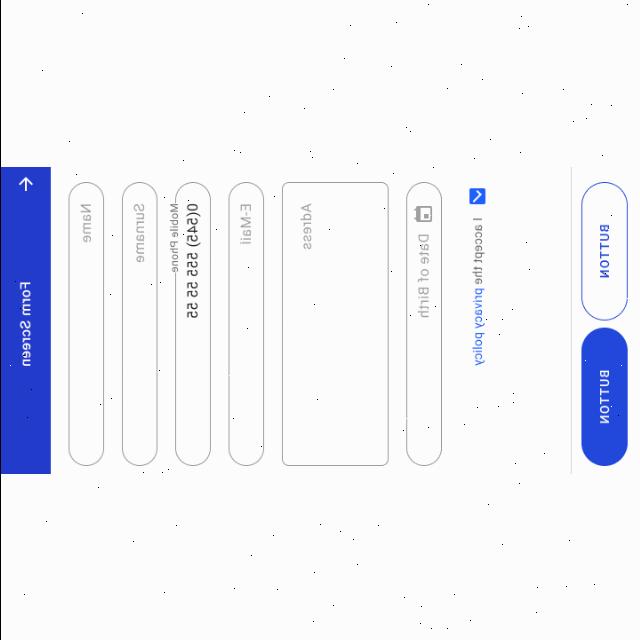 Form Screen
Name
Surname
Mobile Phone
0(546) 555 55 55
E-Mail
Adress
Date of Birth
I accept the privacy policy
BUTTON
BUTTON